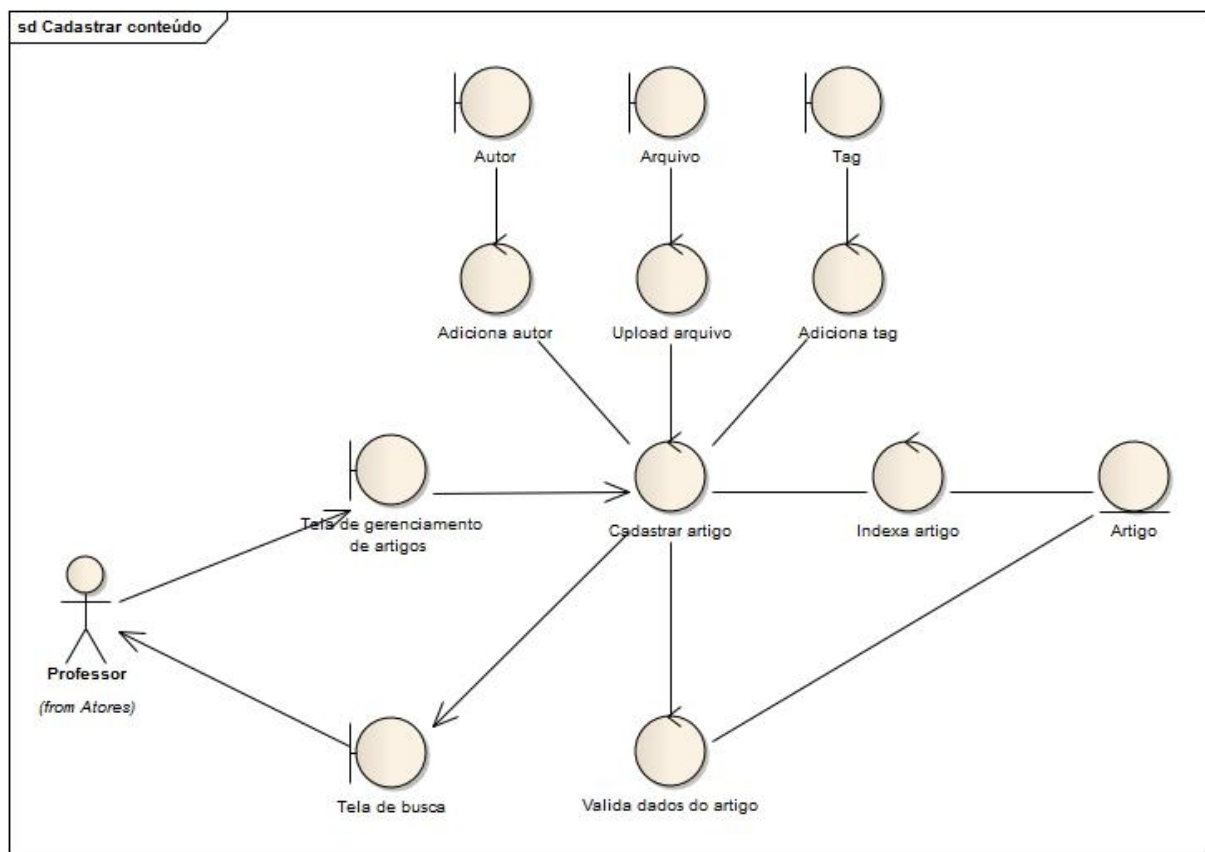 sd Cadastrar conteúdo
Autor
Arquivo
Tag
Adiciona autor
Upload arquivo
Adiciona tag
Tela de gerenciamento
de artigos
Cadastrar artigo
Indexa artigo
Artigo
Professor
(from Atores)
Tela de busca
Valida dados do artigo